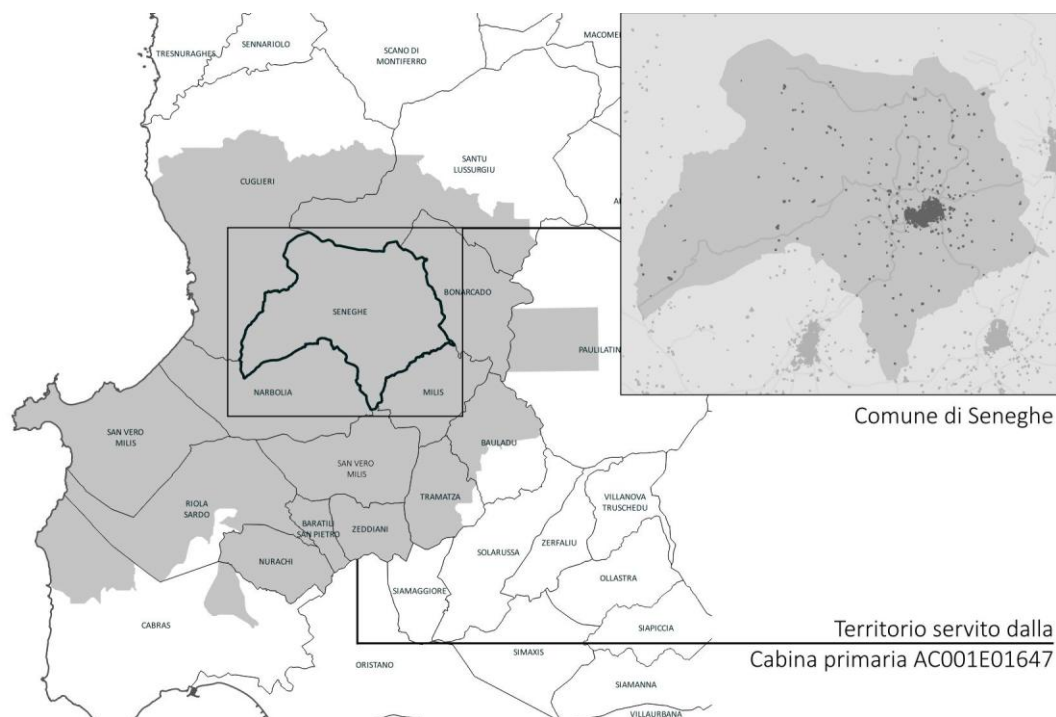 TRESNURAGHES
SENNARIOLO
SCANO DI
MONTIFERRO
CUGLIERI
SANTU
LUSSURGIU
SENEGHE
BONARCADO
NARBOLIA
MILIS
SAN VERO
MILIS
BAULADU
SAN VERO
MILIS
RIOLA
SARDO
TRAMATZA
BARATILI
SAN PIETRO
ZEDDIANI
NURACHI
VILLANOVA
TRUSCHEDU
SOLARUSSA
ZERFALIU
OLLASTRA
SIAMAGGIORE
CABRAS
SIAPICCIA
SIMAXIS
ORISTANO
SIAMANNA
VILLAURBANA
Comune di Seneghe
Territorio servito dalla
Cabina primaria AC001E01647